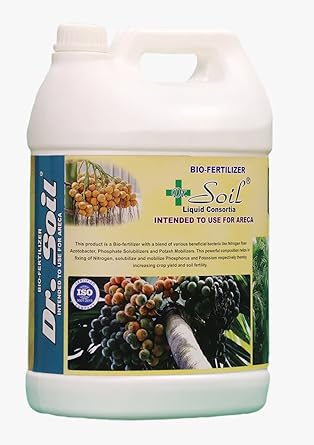 BIO-FERTILIZER
Soil®
Liquid Consortia
INTENDED TO USE FOR ARECA
This product is a Bio-fertilizer with a blend of various beneficial bacteria like Nitrogen fixer
Acetobacter, Phosphate Solubilizers and Potash Mobilisers. This powerful composition helps in
fixing of Nitrogen, solubilize and mobilize Phosphorus and Potassium respectively thereby
increasing crop yield and soil fertility.
ISO
Dr. Soil®
BIO-FERTILIZER
INTENDED TO USE FOR ARECA